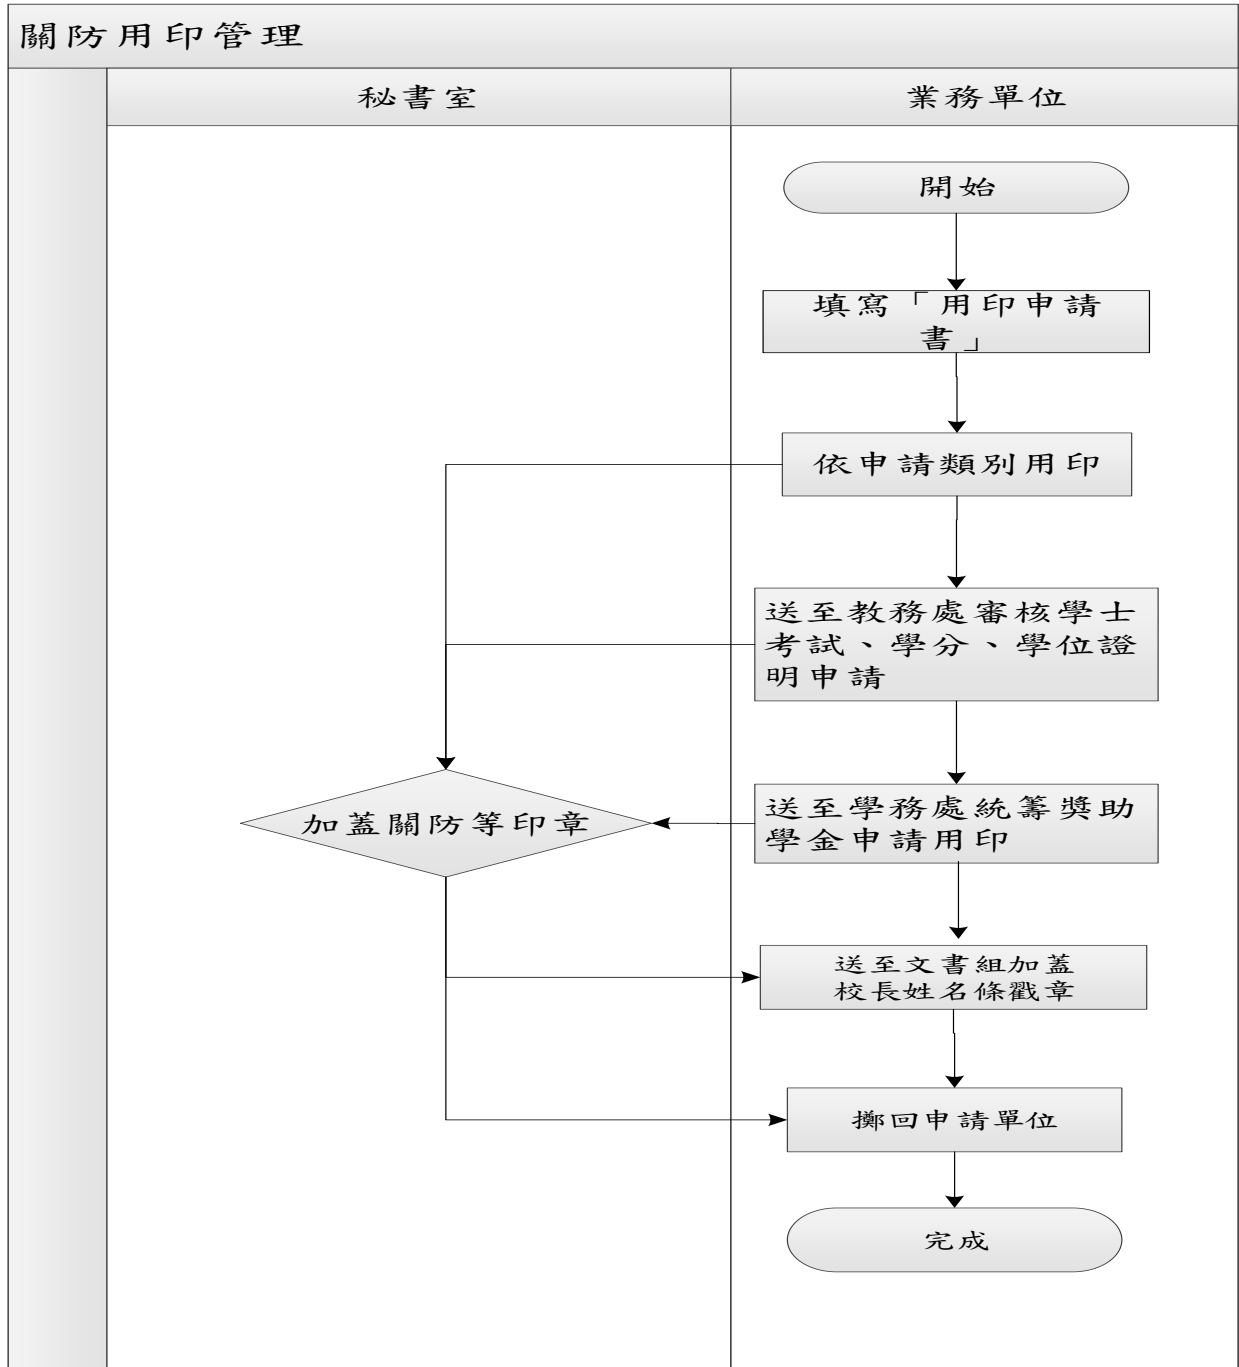 關防用印管理
秘書室
業務單位
開始
填寫「用印申請
書」
依申請類別用印
送至教務處審核學士
考試、學分、學位證
明申請
送至學務處統籌獎助
學金申請用印
加蓋關防等印章
送至文書組加蓋
校長姓名條戳章
擲回申請單位
完成